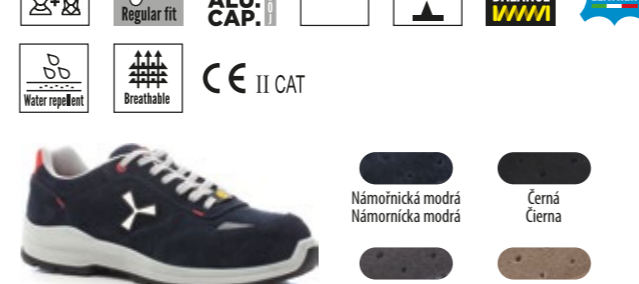 Regular fit
ALU.
CAP.
Water repellent
Breathable
CE II CAT
Námořnická modrá
Námornícka modrá
Černá
Čierna